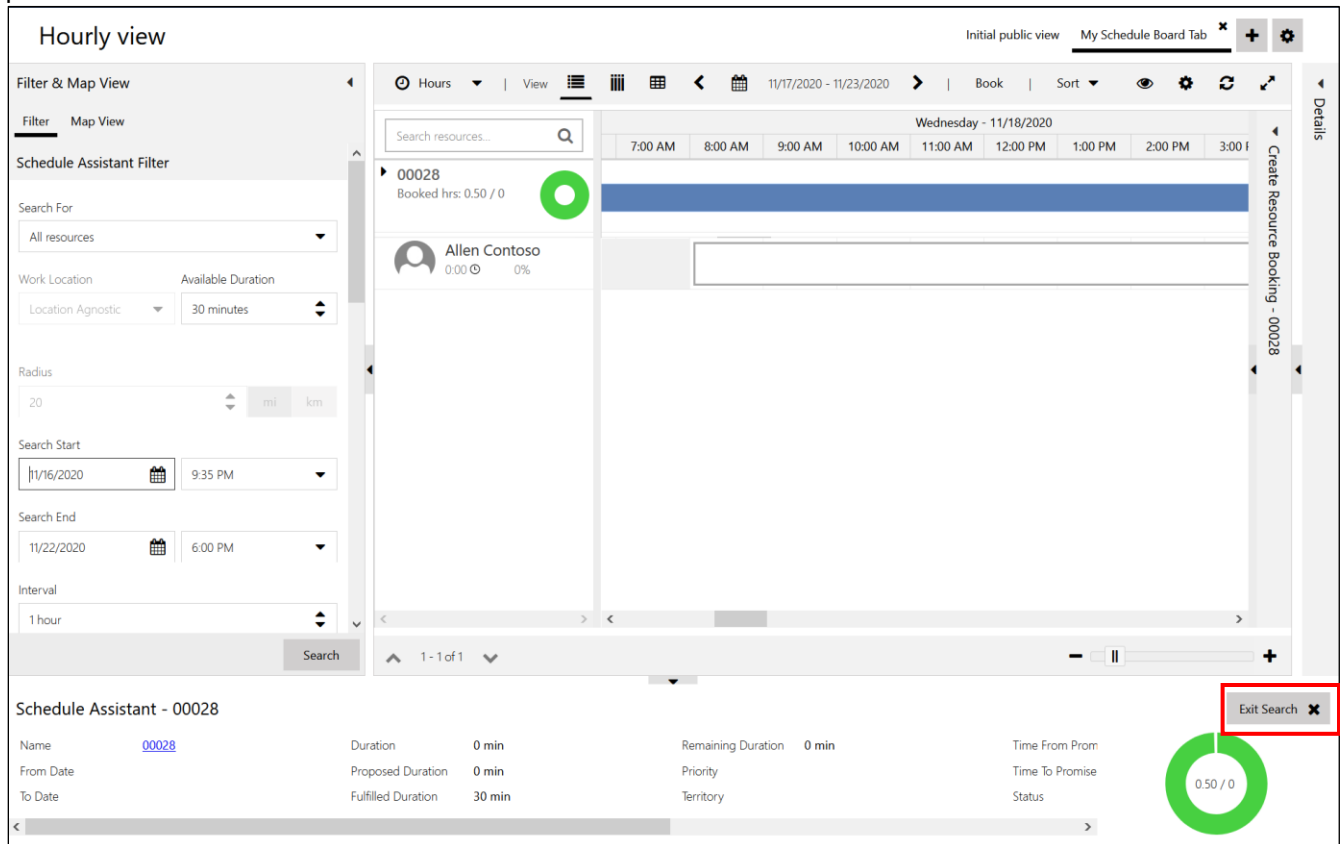 Hourly view
Initial public view
My Schedule Board Tab
Filter & Map View
Filter
Map View
Schedule Assistant Filter
Search For
All resources
Work Location
Available Duration
Location Agnostic
30 minutes
Radius
20
mi
km
Search Start
11/16/2020
9:35 PM
Search End
11/22/2020
6:00 PM
Interval
1 hour
Search
Hours
|
View
11/17/2020 - 11/23/2020
|
Book
|
Sort
Search resources...
Wednesday - 11/18/2020
7:00 AM
8:00 AM
9:00 AM
10:00 AM
11:00 AM
12:00 PM
1:00 PM
2:00 PM
3:00
00028
Booked hrs: 0.50 / 0
Allen Contoso
0:00
0%
1 - 1 of 1
Create Resource Booking - 00028
Details
Schedule Assistant - 00028
Exit Search
Name
00028
Duration
0 min
Remaining Duration
0 min
Time From Prom
From Date
Proposed Duration
0 min
Priority
Time To Promise
To Date
Fulfilled Duration
30 min
Territory
Status
0.50 / 0